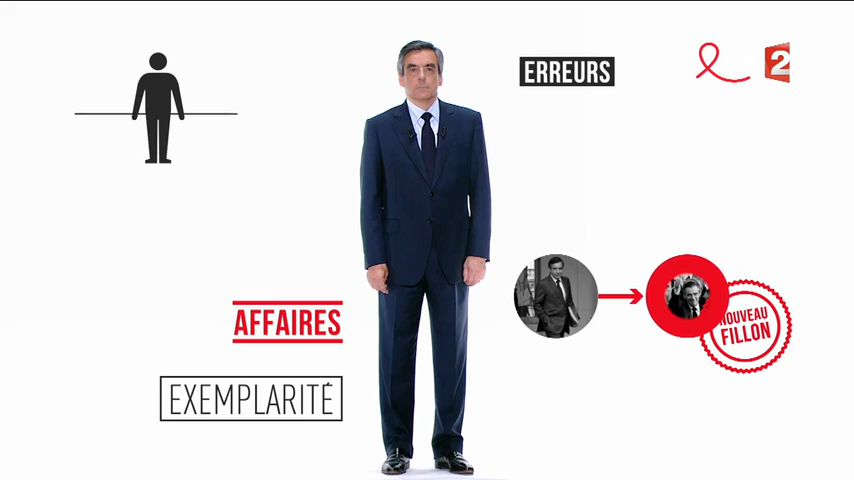 ERREURS
2
AFFAIRES
NOUVEAU
FILLON
EXEMPLARITÉ